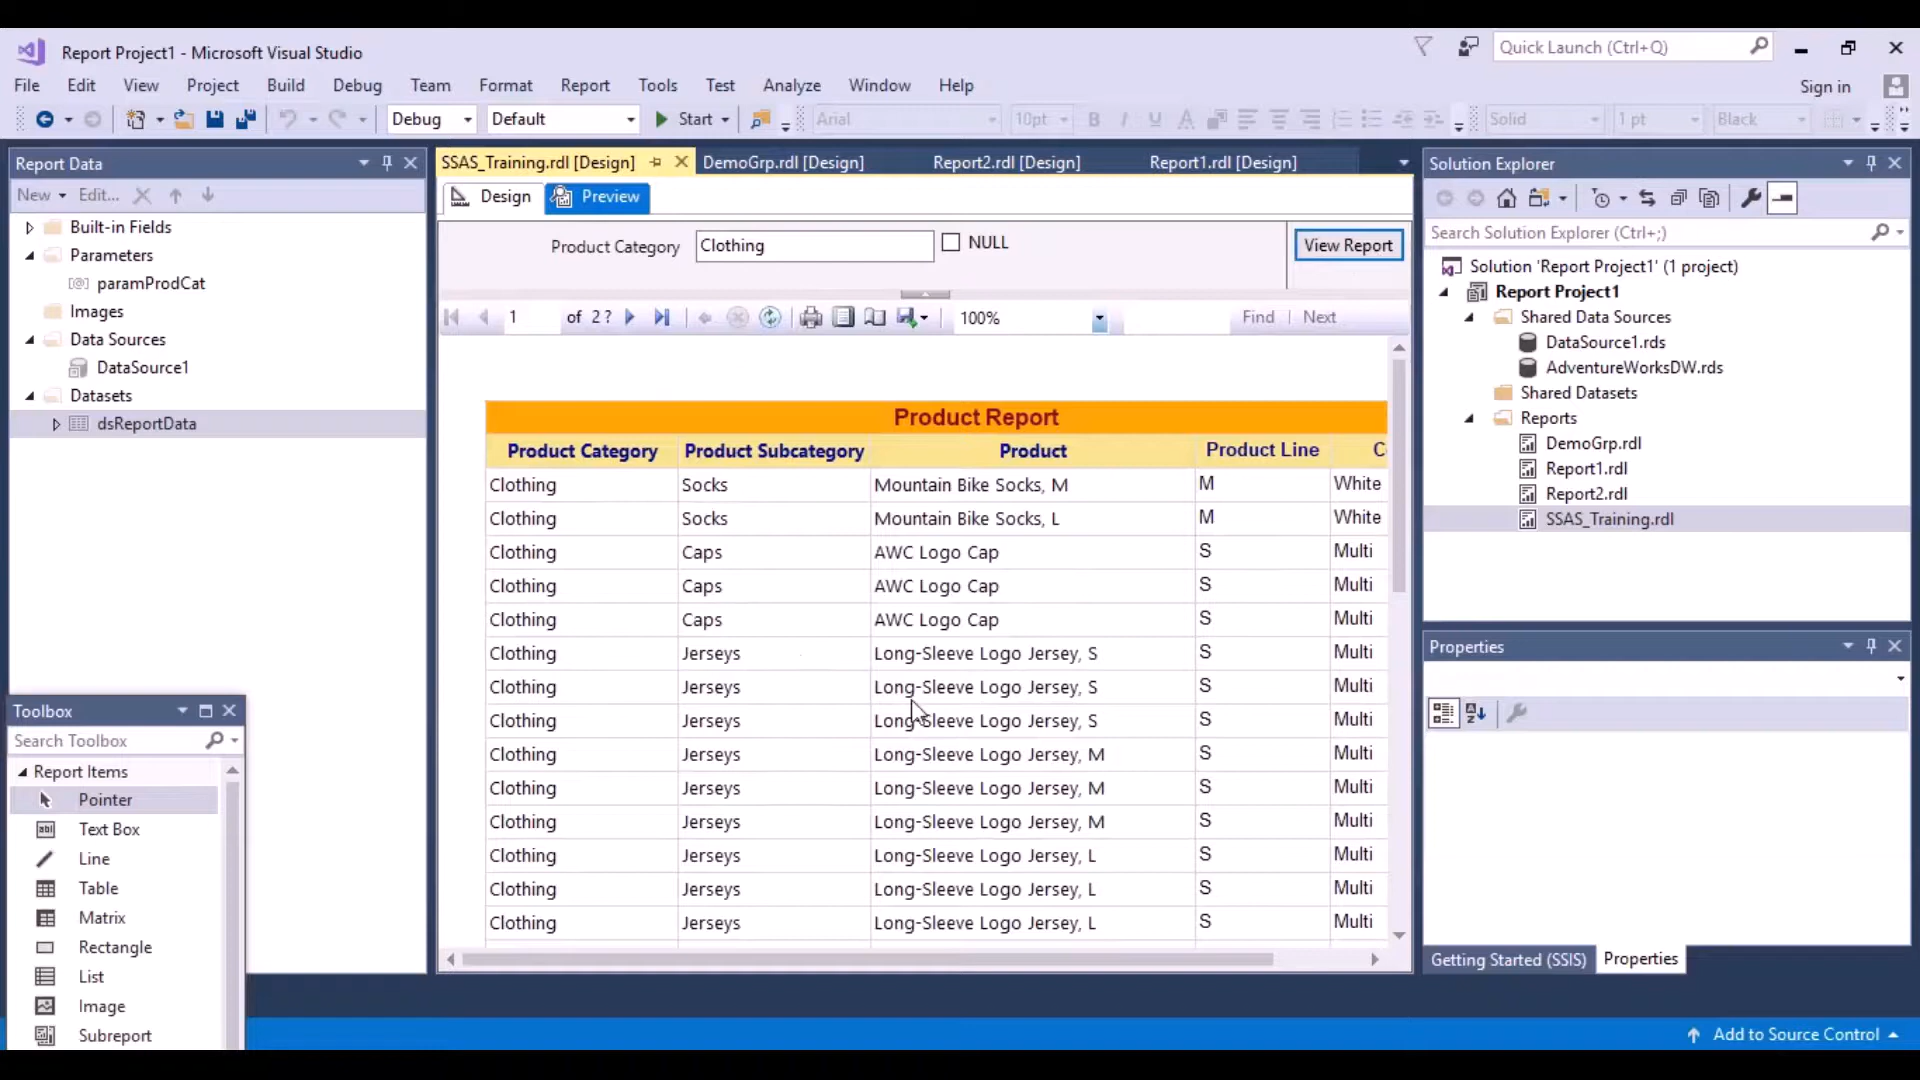 Report Project1 - Microsoft Visual Studio
Quick Launch (Ctrl+Q)
File Edit View Project Build Debug Team Format Report Tools Test Analyze Window Help
Sign in
Debug Default Start Arial 10pt B I U A Solid 1 pt Black
Report Data
New Edit...
Built-in Fields
Parameters
[@] paramProdCat
Images
Data Sources
DataSource1
Datasets
dsReportData
Toolbox
Search Toolbox
Report Items
Pointer
Text Box
Line
Table
Matrix
Rectangle
List
Image
Subreport
SSAS_Training.rdl [Design] DemoGrp.rdl [Design] Report2.rdl [Design] Report1.rdl [Design]
Design Preview
Product Category Clothing NULL View Report
1 of 2 ? 100% Find Next
Product Report
Product Category Product Subcategory Product Product Line C
Clothing Socks Mountain Bike Socks, M M White
Clothing Socks Mountain Bike Socks, L M White
Clothing Caps AWC Logo Cap S Multi
Clothing Caps AWC Logo Cap S Multi
Clothing Caps AWC Logo Cap S Multi
Clothing Jerseys Long-Sleeve Logo Jersey, S S Multi
Clothing Jerseys Long-Sleeve Logo Jersey, S S Multi
Clothing Jerseys Long-Sleeve Logo Jersey, S S Multi
Clothing Jerseys Long-Sleeve Logo Jersey, M S Multi
Clothing Jerseys Long-Sleeve Logo Jersey, M S Multi
Clothing Jerseys Long-Sleeve Logo Jersey, M S Multi
Clothing Jerseys Long-Sleeve Logo Jersey, L S Multi
Clothing Jerseys Long-Sleeve Logo Jersey, L S Multi
Clothing Jerseys Long-Sleeve Logo Jersey, L S Multi
Solution Explorer
Search Solution Explorer (Ctrl+;)
Solution 'Report Project1' (1 project)
Report Project1
Shared Data Sources
DataSource1.rds
AdventureWorksDW.rds
Shared Datasets
Reports
DemoGrp.rdl
Report1.rdl
Report2.rdl
SSAS_Training.rdl
Properties
Getting Started (SSIS) Properties
Add to Source Control